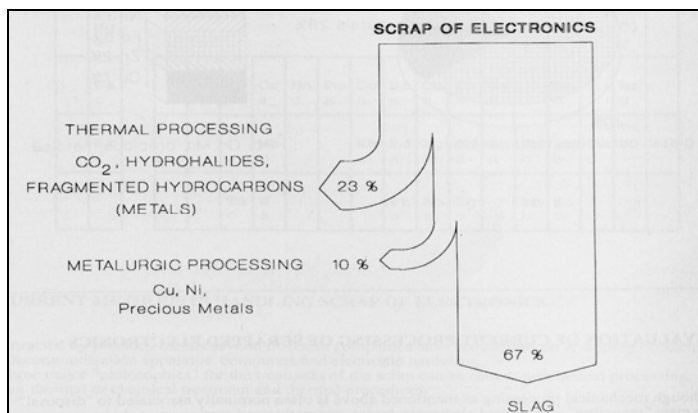 SCRAP OF ELECTRONICS
THERMAL PROCESSING
CO2, HYDROHALIDES,
FRAGMENTED HYDROCARBONS
(METALS)
23 %
METALURGIC PROCESSING
10 %
Cu, Ni,
Precious Metals
67 %
SLAG